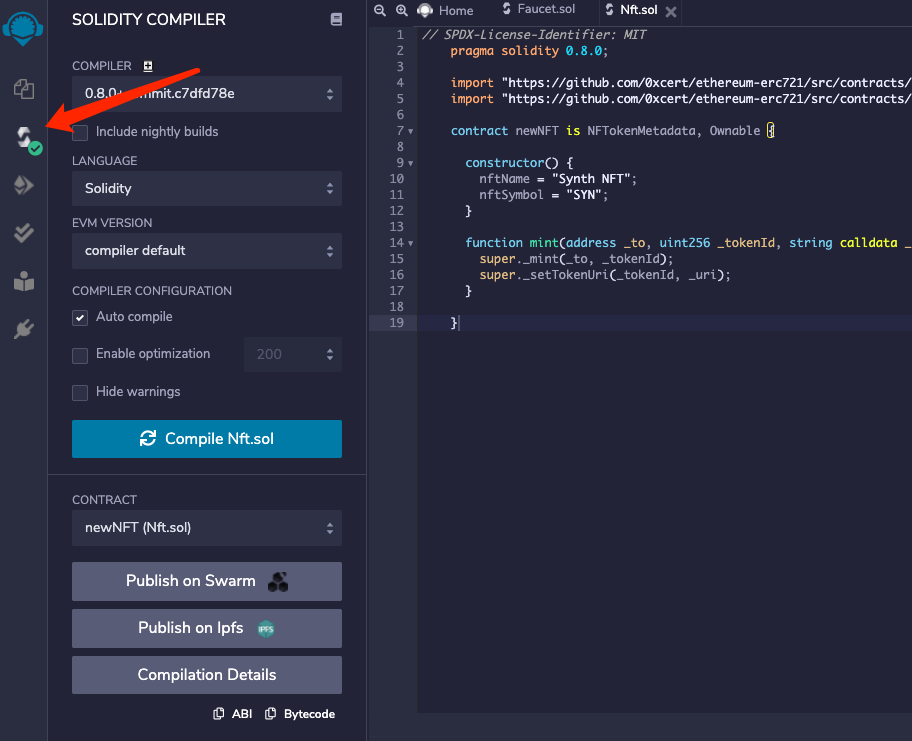 SOLIDITY COMPILER
COMPILER
0.8.0+commit.c7dfd78e
Include nightly builds
LANGUAGE
Solidity
EVM VERSION
compiler default
COMPILER CONFIGURATION
Auto compile
Enable optimization
200
Hide warnings
Compile Nft.sol
CONTRACT
newNFT (Nft.sol)
Publish on Swarm
Publish on Ipfs
IPFS
Compilation Details
ABI
Bytecode
Home
Faucet.sol
Nft.sol
1 // SPDX-License-Identifier: MIT
2 pragma solidity 0.8.0;
3
4 import "https://github.com/0xcert/ethereum-erc721/src/contracts/
5 import "https://github.com/0xcert/ethereum-erc721/src/contracts/
6
7 contract newNFT is NFTokenMetadata, Ownable {
8
9 constructor() {
10 nftName = "Synth NFT";
11 nftSymbol = "SYN";
12 }
13
14 function mint(address _to, uint256 _tokenId, string calldata _
15 super._mint(_to, _tokenId);
16 super._setTokenUri(_tokenId, _uri);
17 }
18
19 }